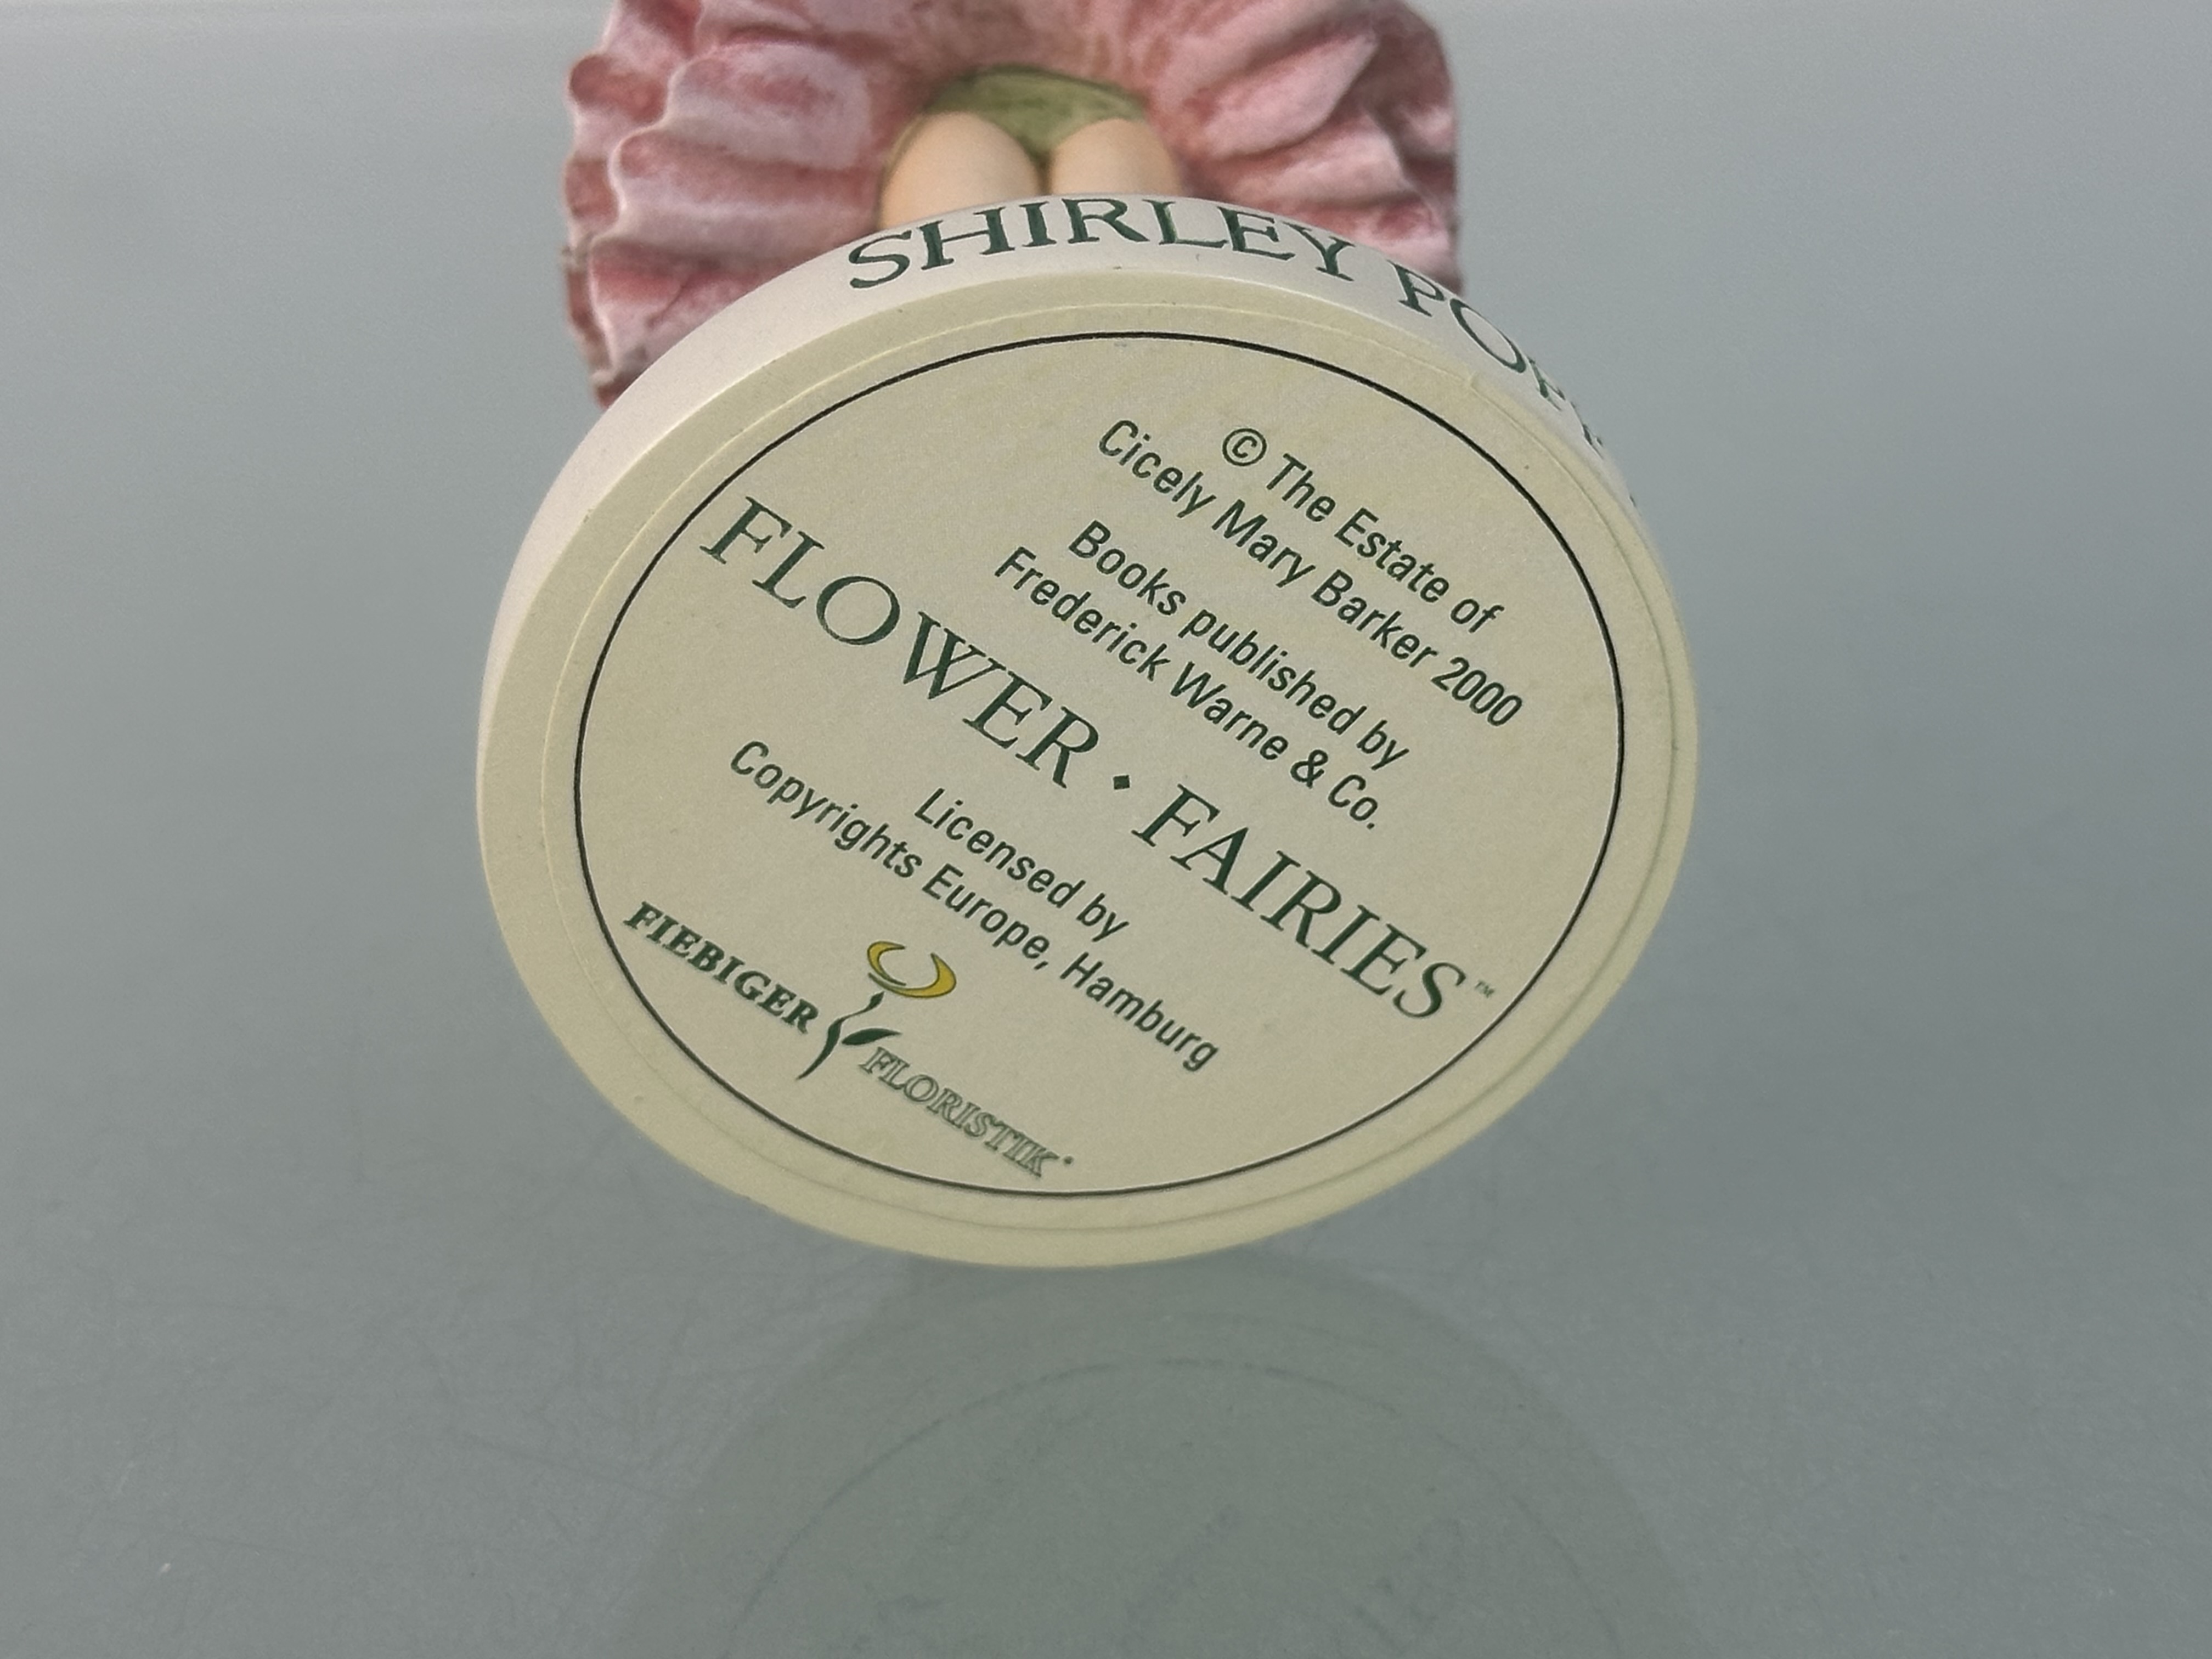 SHIRLEY
© The Estate of
Cicely Mary Barker 2000
Books published by
Frederick Warne & Co.
FLOWER · FAIRIES™
Licensed by
Copyrights Europe, Hamburg
FIEBIGER
FLORISTIK